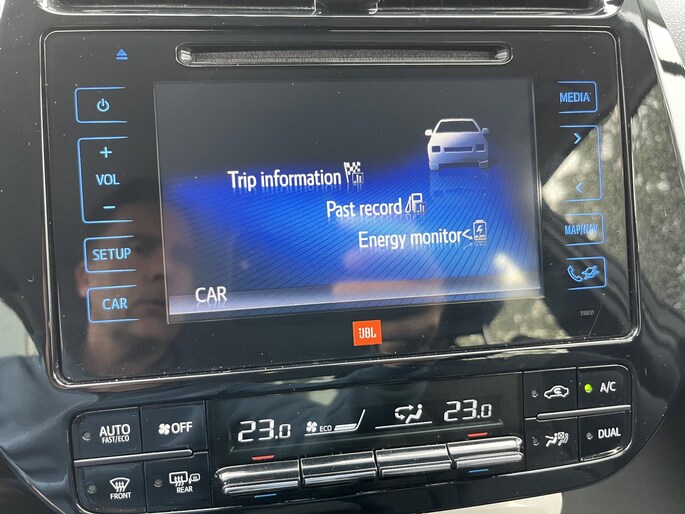 MEDIA
+
VOL
−
SETUP
CAR
Trip information
Past record
Energy monitor
CAR
MAP/NAV
110031
JBL
AUTO
FAST/ECO
OFF
FRONT
REAR
23.0
ECO
23.0
A/C
DUAL